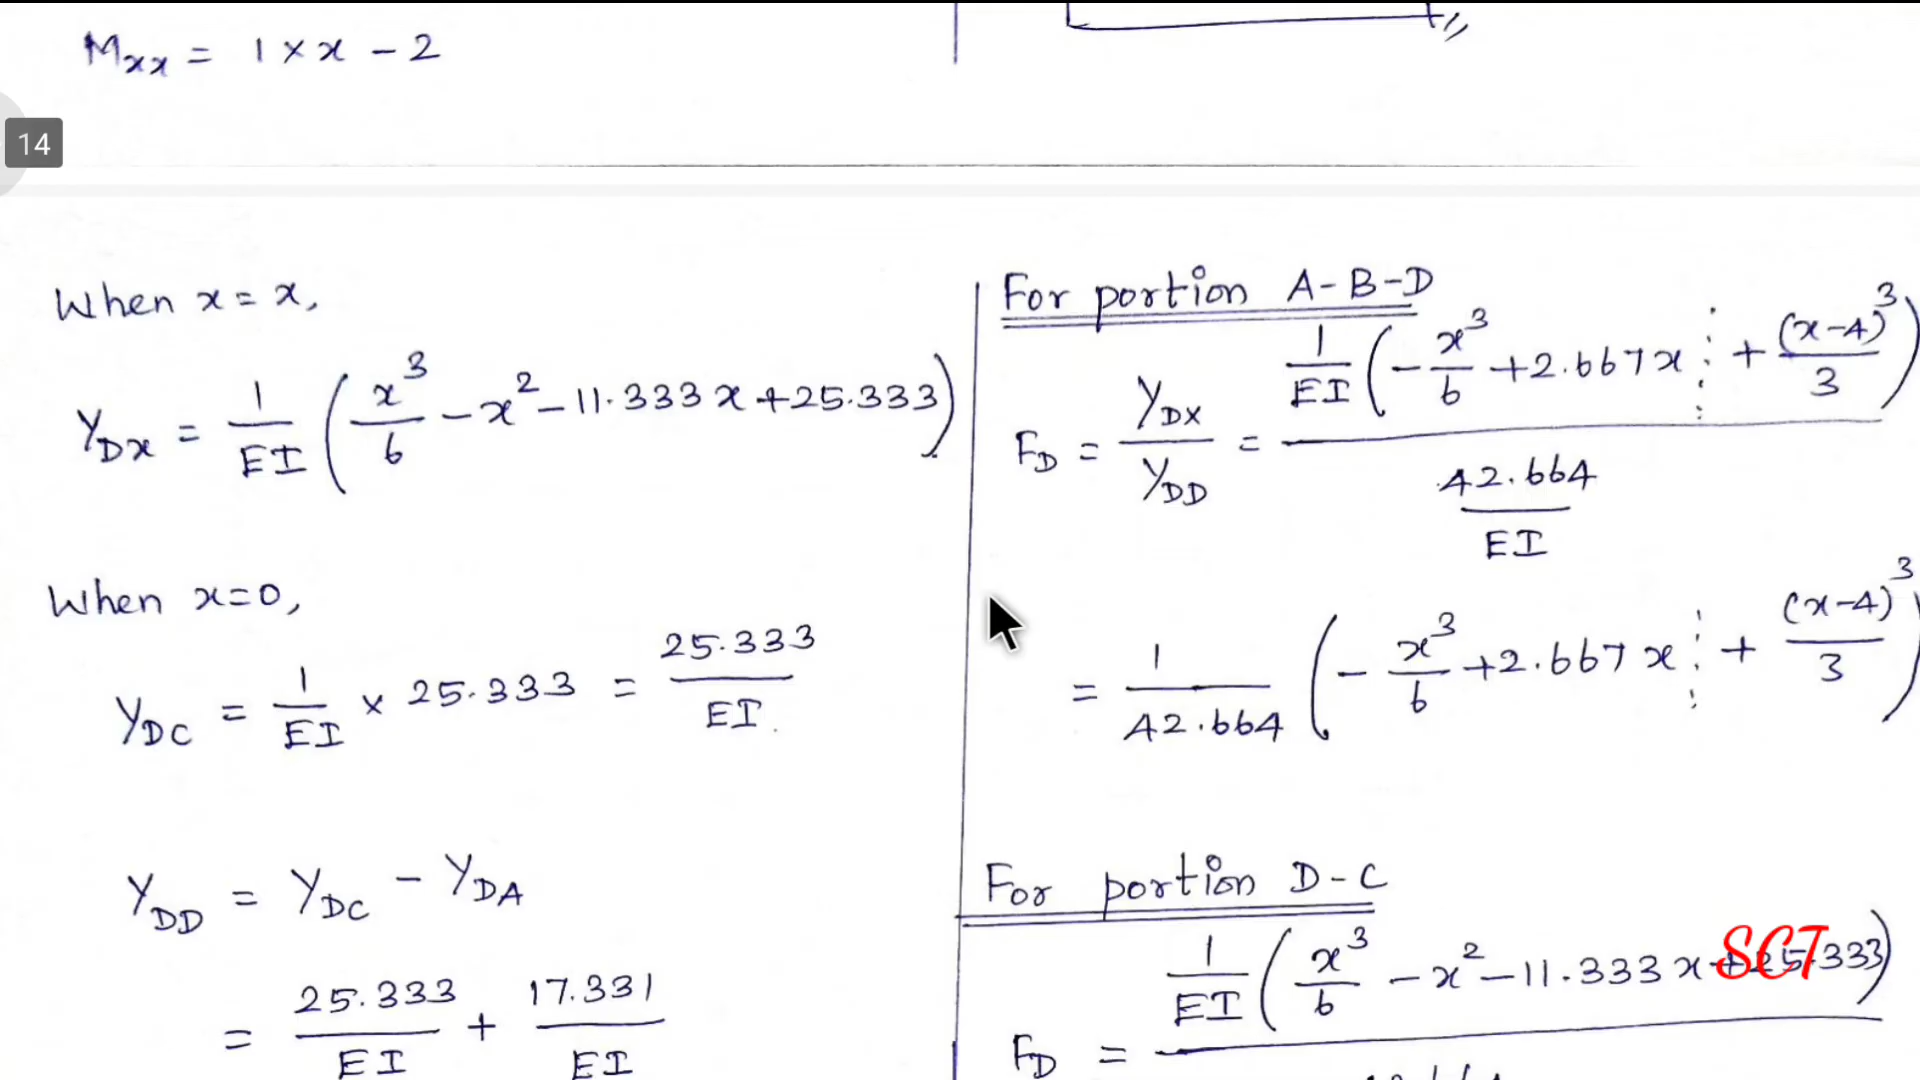 Mxx = 1 × x - 2
14
When x = x,
YDx = 1/EI (x³/6 - x² - 11.333 x + 25.333)
When x=0,
YDC = 1/EI × 25.333 = 25.333/EI.
YDD = YDC - YDA
= 25.333/EI + 17.331/EI
For portion A-B-D
FD = YDX/YDD = 1/EI (-x³/6 + 2.667x ⋮ + (x-4)³/3) / 42.664/EI
= 1/42.664 (-x³/6 + 2.667x ⋮ + (x-4)³/3)
For portion D-C
1/EI (x³/6 - x² - 11.333 x + 25.333)
FD =
SCT